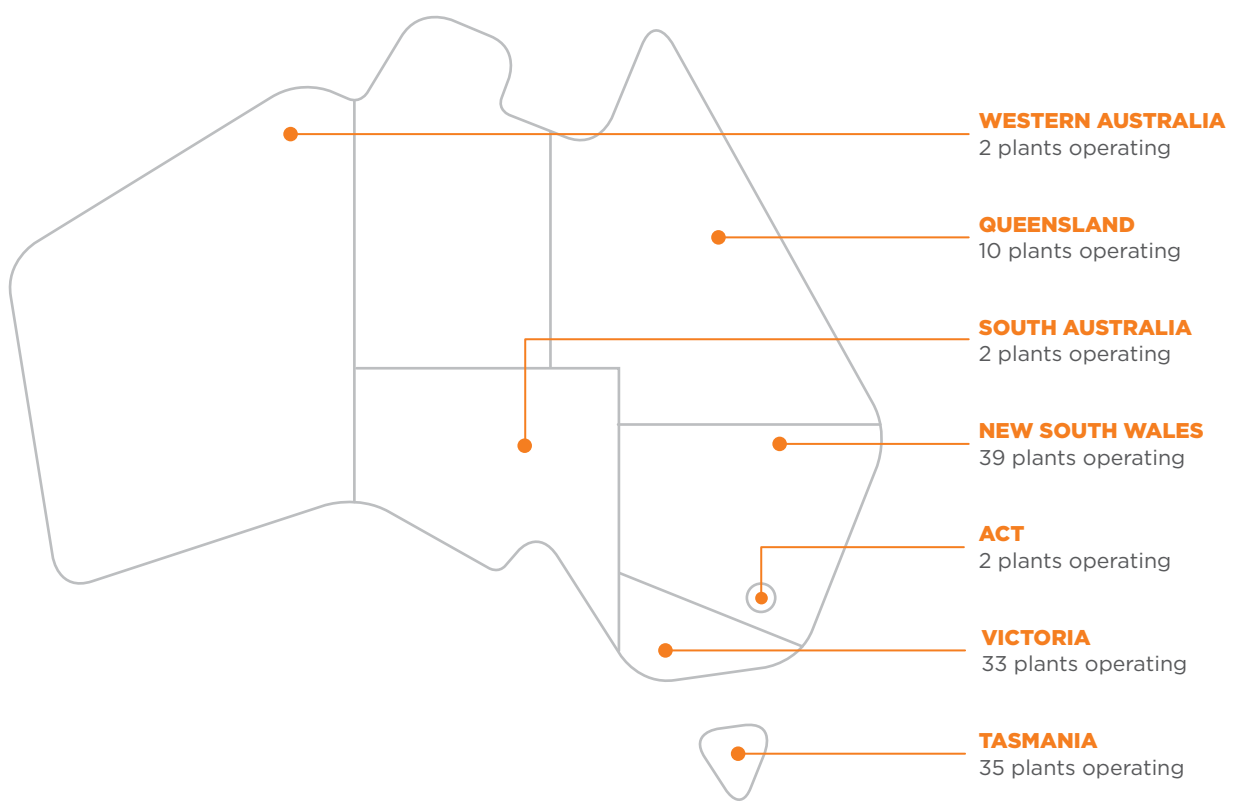 WESTERN AUSTRALIA
2 plants operating
QUEENSLAND
10 plants operating
SOUTH AUSTRALIA
2 plants operating
NEW SOUTH WALES
39 plants operating
ACT
2 plants operating
VICTORIA
33 plants operating
TASMANIA
35 plants operating